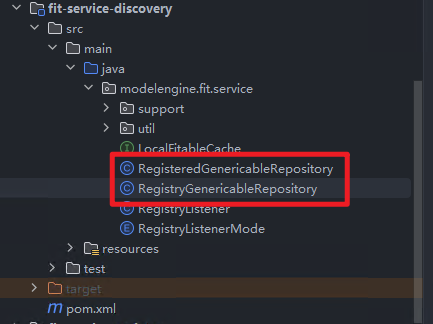 fit-service-discovery
src
main
java
modelengine.fit.service
support
util
LocalFitableCache
RegisteredGenericableRepository
RegistryGenericableRepository
RegistryListener
RegistryListenerMode
resources
test
target
pom.xml